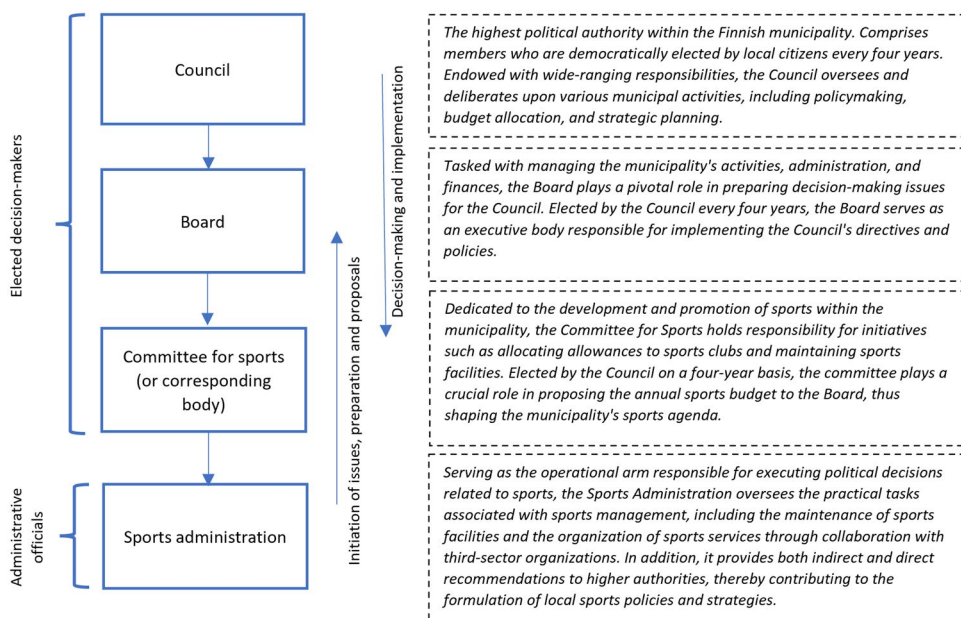 Elected decision-makers
Council
Board
Committee for sports
(or corresponding
body)
Administrative
officials
Sports administration
Initiation of issues, preparation and proposals
Decision-making and implementation
The highest political authority within the Finnish municipality. Comprises
members who are democratically elected by local citizens every four years.
Endowed with wide-ranging responsibilities, the Council oversees and
deliberates upon various municipal activities, including policymaking,
budget allocation, and strategic planning.
Tasked with managing the municipality's activities, administration, and
finances, the Board plays a pivotal role in preparing decision-making issues
for the Council. Elected by the Council every four years, the Board serves as
an executive body responsible for implementing the Council's directives and
policies.
Dedicated to the development and promotion of sports within the
municipality, the Committee for Sports holds responsibility for initiatives
such as allocating allowances to sports clubs and maintaining sports
facilities. Elected by the Council on a four-year basis, the committee plays a
crucial role in proposing the annual sports budget to the Board, thus
shaping the municipality's sports agenda.
Serving as the operational arm responsible for executing political decisions
related to sports, the Sports Administration oversees the practical tasks
associated with sports management, including the maintenance of sports
facilities and the organization of sports services through collaboration with
third-sector organizations. In addition, it provides both indirect and direct
recommendations to higher authorities, thereby contributing to the
formulation of local sports policies and strategies.